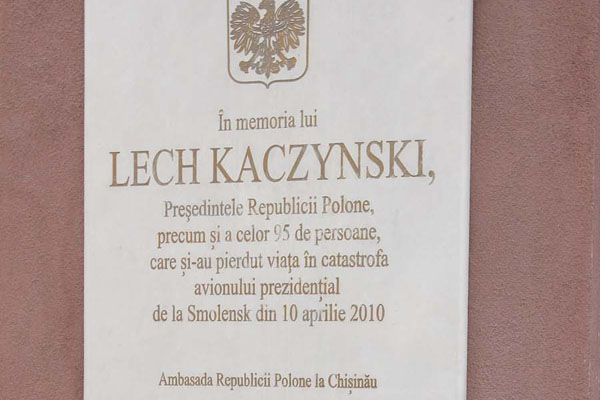 În memoria lui
LECH KACZYNSKI,
Preşedintele Republicii Polone,
precum şi a celor 95 de persoane,
care şi-au pierdut viaţa în catastrofa
avionului prezidenţial
de la Smolensk din 10 aprilie 2010
Ambasada Republicii Polone la Chişinău